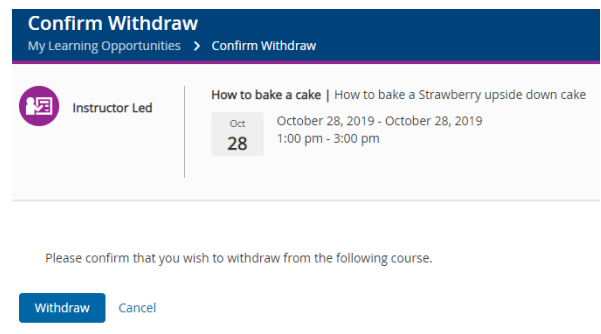 Confirm Withdraw
My Learning Opportunities > Confirm Withdraw
Instructor Led
How to bake a cake | How to bake a Strawberry upside down cake
Oct
28
October 28, 2019 - October 28, 2019
1:00 pm - 3:00 pm
Please confirm that you wish to withdraw from the following course.
Withdraw Cancel